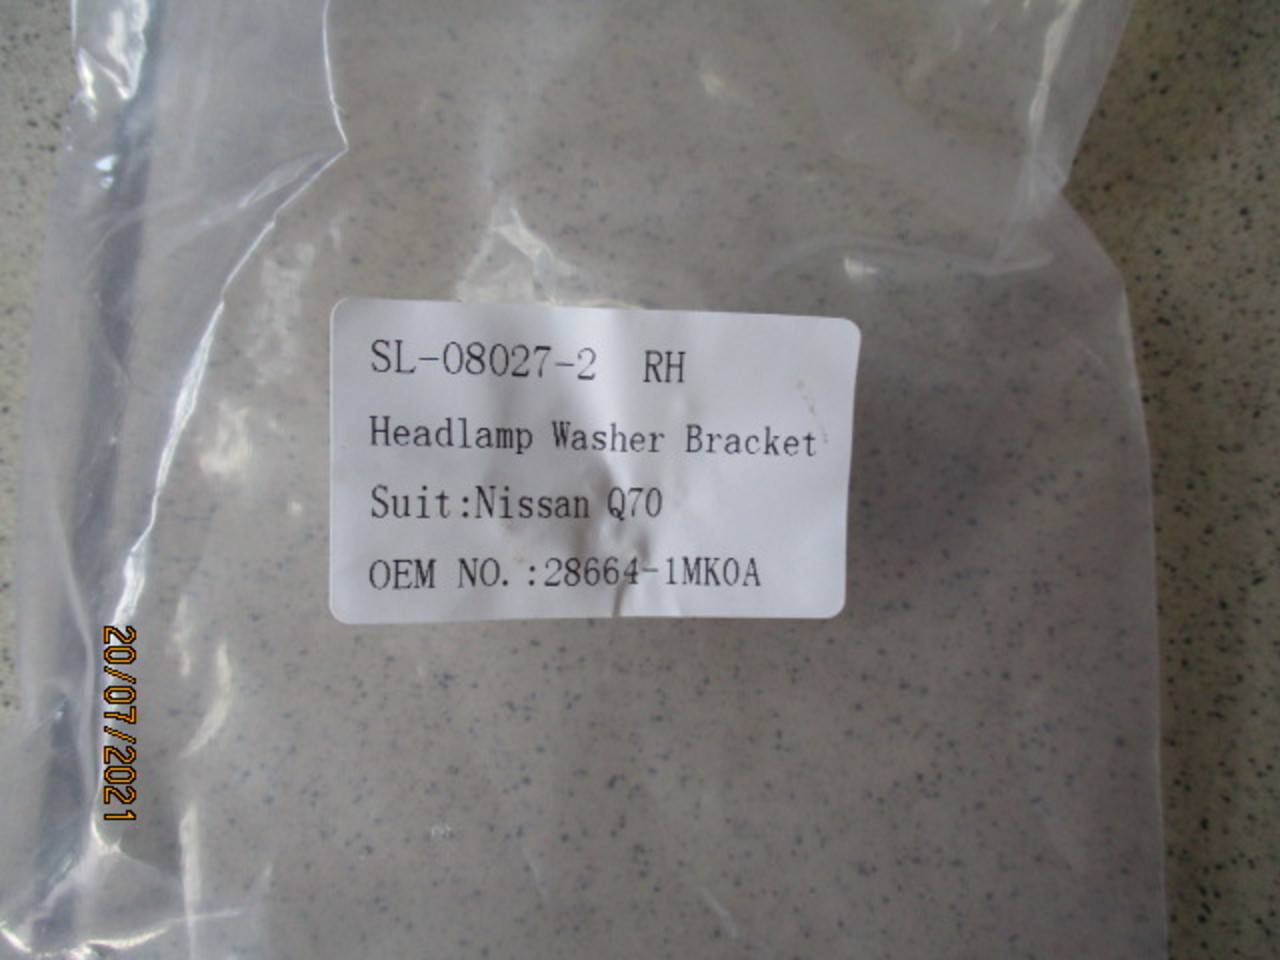 SL-08027-2 RH
Headlamp Washer Bracket
Suit:Nissan Q70
OEM NO.:28664-1MK0A
20/07/2021